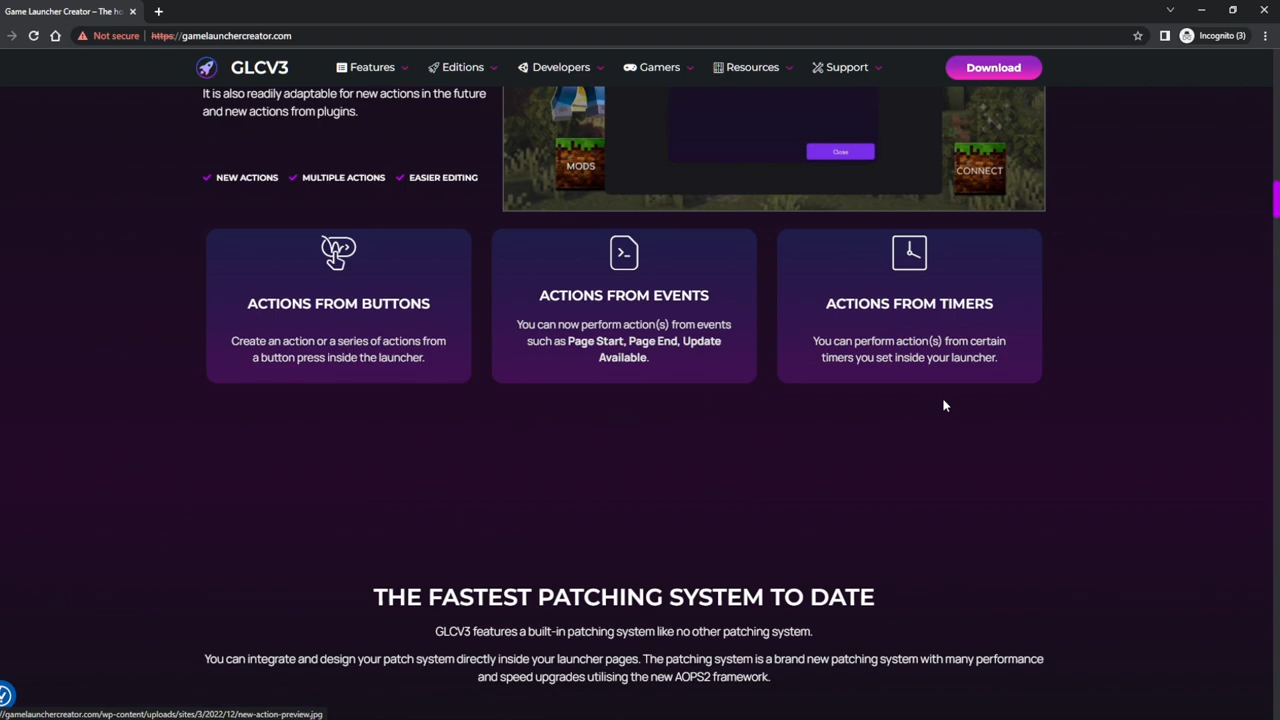 Game Launcher Creator – The ho
Not secure
https://gamelaunchercreator.com
Incognito (3)
GLCV3
Features
Editions
Developers
Gamers
Resources
Support
Download
It is also readily adaptable for new actions in the future
and new actions from plugins.
Close
MODS
CONNECT
NEW ACTIONS
MULTIPLE ACTIONS
EASIER EDITING
ACTIONS FROM BUTTONS
Create an action or a series of actions from
a button press inside the launcher.
ACTIONS FROM EVENTS
You can now perform action(s) from events
such as Page Start, Page End, Update
Available.
ACTIONS FROM TIMERS
You can perform action(s) from certain
timers you set inside your launcher.
THE FASTEST PATCHING SYSTEM TO DATE
GLCV3 features a built-in patching system like no other patching system.
You can integrate and design your patch system directly inside your launcher pages. The patching system is a brand new patching system with many performance
and speed upgrades utilising the new AOPS2 framework.
//gamelaunchercreator.com/wp-content/uploads/sites/3/2022/12/new-action-preview.jpg